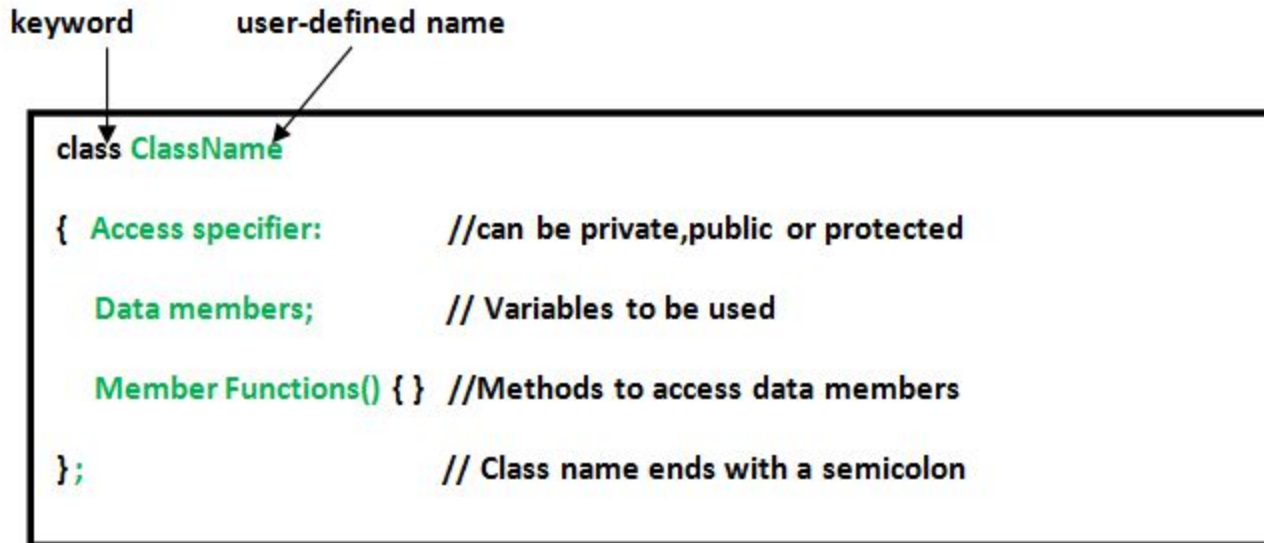 keyword user-defined name
class ClassName
{ Access specifier: //can be private,public or protected
Data members; // Variables to be used
Member Functions() { } //Methods to access data members
} ; // Class name ends with a semicolon